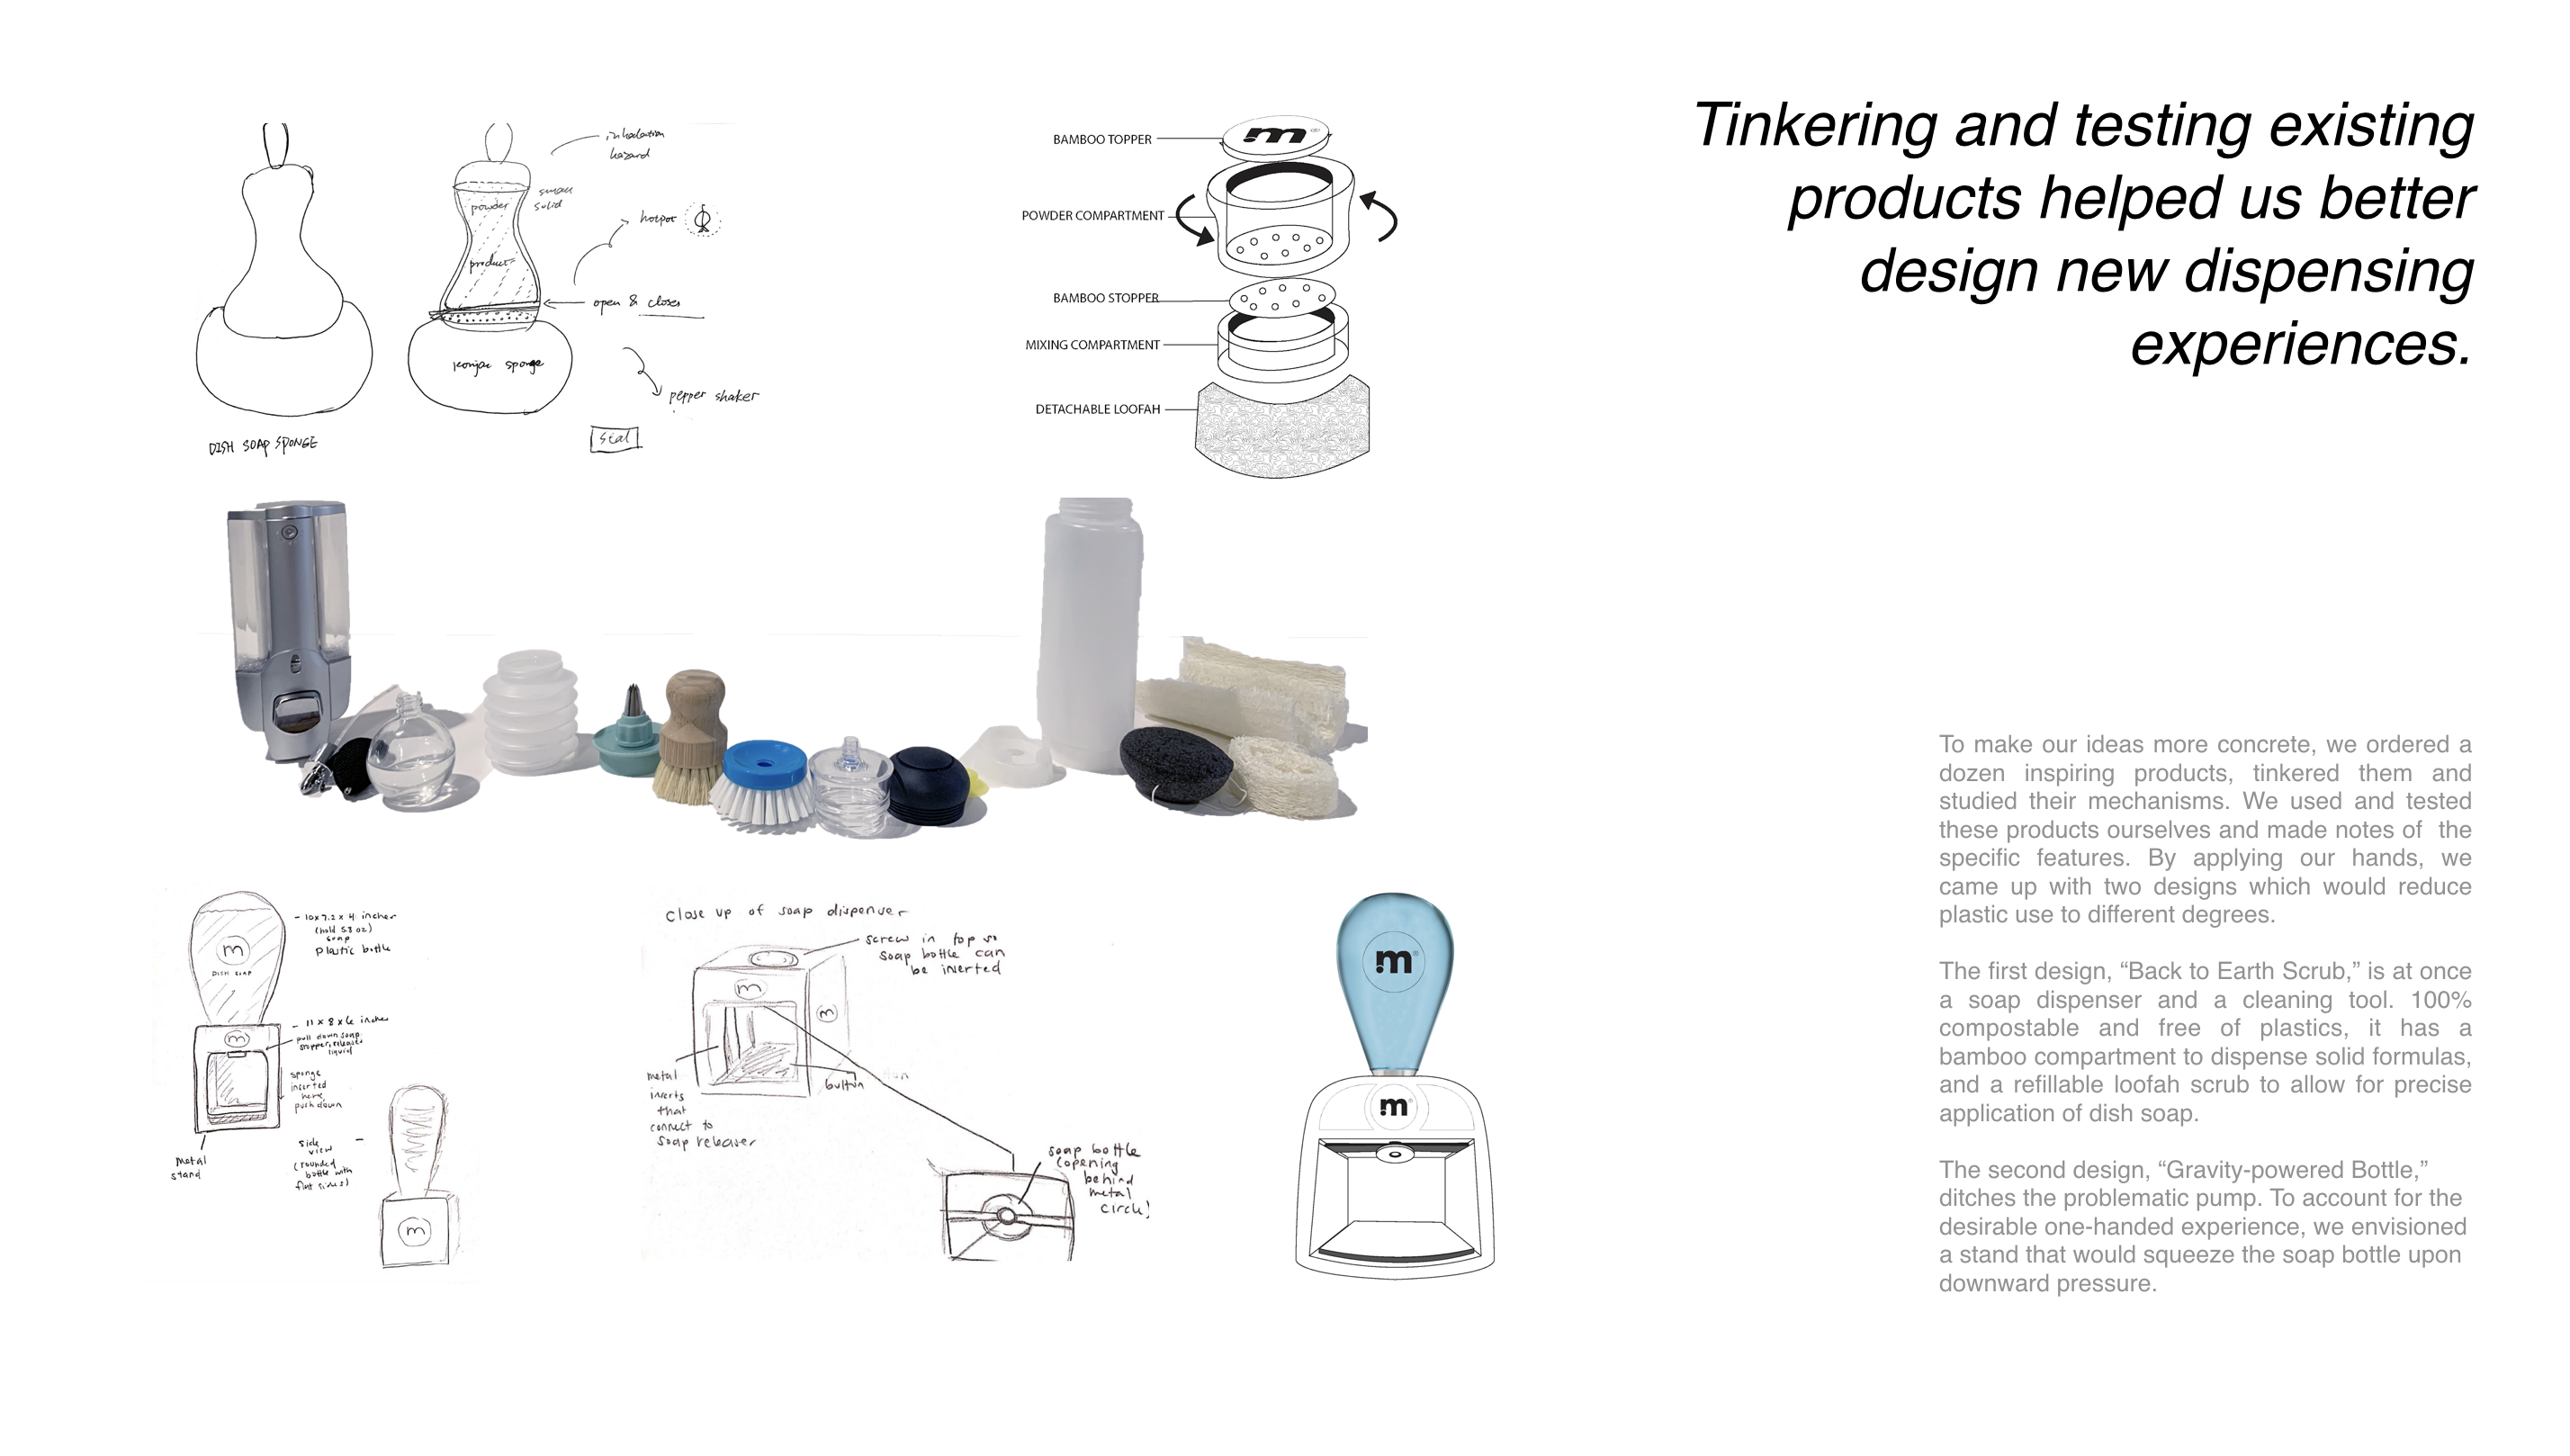 Tinkering and testing existing
products helped us better
design new dispensing
experiences.
inhalation
hazard
small
solid
powder
product
hotpot
open & closes
konjac sponge
pepper shaker
seal
DISH SOAP SPONGE
m
BAMBOO TOPPER
POWDER COMPARTMENT
BAMBOO STOPPER
MIXING COMPARTMENT
DETACHABLE LOOFAH
To make our ideas more concrete, we ordered a
dozen inspiring products, tinkered them and
studied their mechanisms. We used and tested
these products ourselves and made notes of the
specific features. By applying our hands, we
came up with two designs which would reduce
plastic use to different degrees.
The first design, “Back to Earth Scrub,” is at once
a soap dispenser and a cleaning tool. 100%
compostable and free of plastics, it has a
bamboo compartment to dispense solid formulas,
and a refillable loofah scrub to allow for precise
application of dish soap.
The second design, “Gravity-powered Bottle,”
ditches the problematic pump. To account for the
desirable one-handed experience, we envisioned
a stand that would squeeze the soap bottle upon
downward pressure.
m
DISH SOAP
- 10x7.2 x 4 inches
(hold 58 oz)
soap
plastic bottle
m
- 11 x 8 x 6 inches
pull down soap
stopper, releases
liquid
sponge
inserted
here,
push down
metal
stand
side
view
(rounded
bottle with
flat sides)
m
close up of soap dispenser
screw in top so
soap bottle can
be inverted
m
m
button
metal
inserts
that
connect to
soap releaser
soap bottle
(opening
behind
metal
circle)
m
m